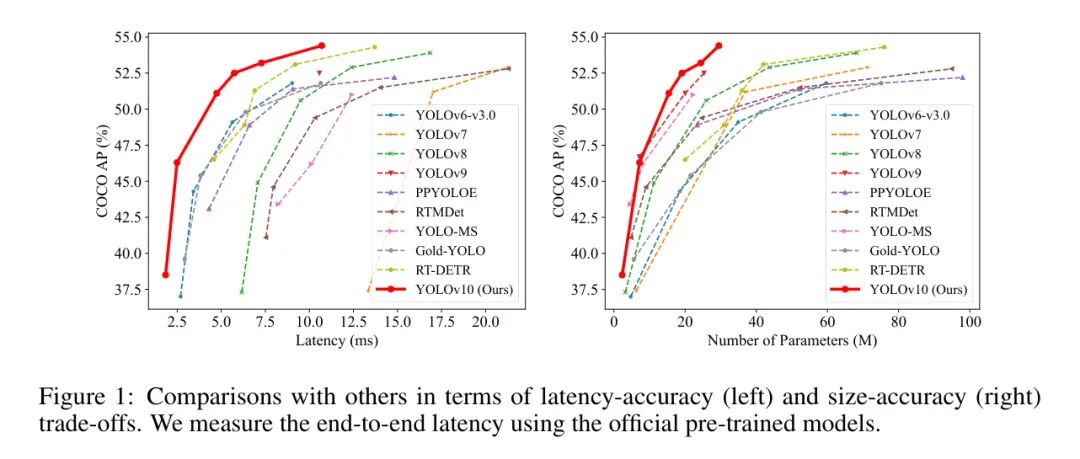 55.0
52.5
50.0
47.5
45.0
42.5
40.0
37.5
COCO AP (%)
2.5 5.0 7.5 10.0 12.5 15.0 17.5 20.0
Latency (ms)
YOLOv6-v3.0
YOLOv7
YOLOv8
YOLOv9
PPYOLOE
RTMDet
YOLO-MS
Gold-YOLO
RT-DETR
YOLOv10 (Ours)
55.0
52.5
50.0
47.5
45.0
42.5
40.0
37.5
COCO AP (%)
0 20 40 60 80 100
Number of Parameters (M)
YOLOv6-v3.0
YOLOv7
YOLOv8
YOLOv9
PPYOLOE
RTMDet
YOLO-MS
Gold-YOLO
RT-DETR
YOLOv10 (Ours)
Figure 1: Comparisons with others in terms of latency-accuracy (left) and size-accuracy (right)
trade-offs. We measure the end-to-end latency using the official pre-trained models.